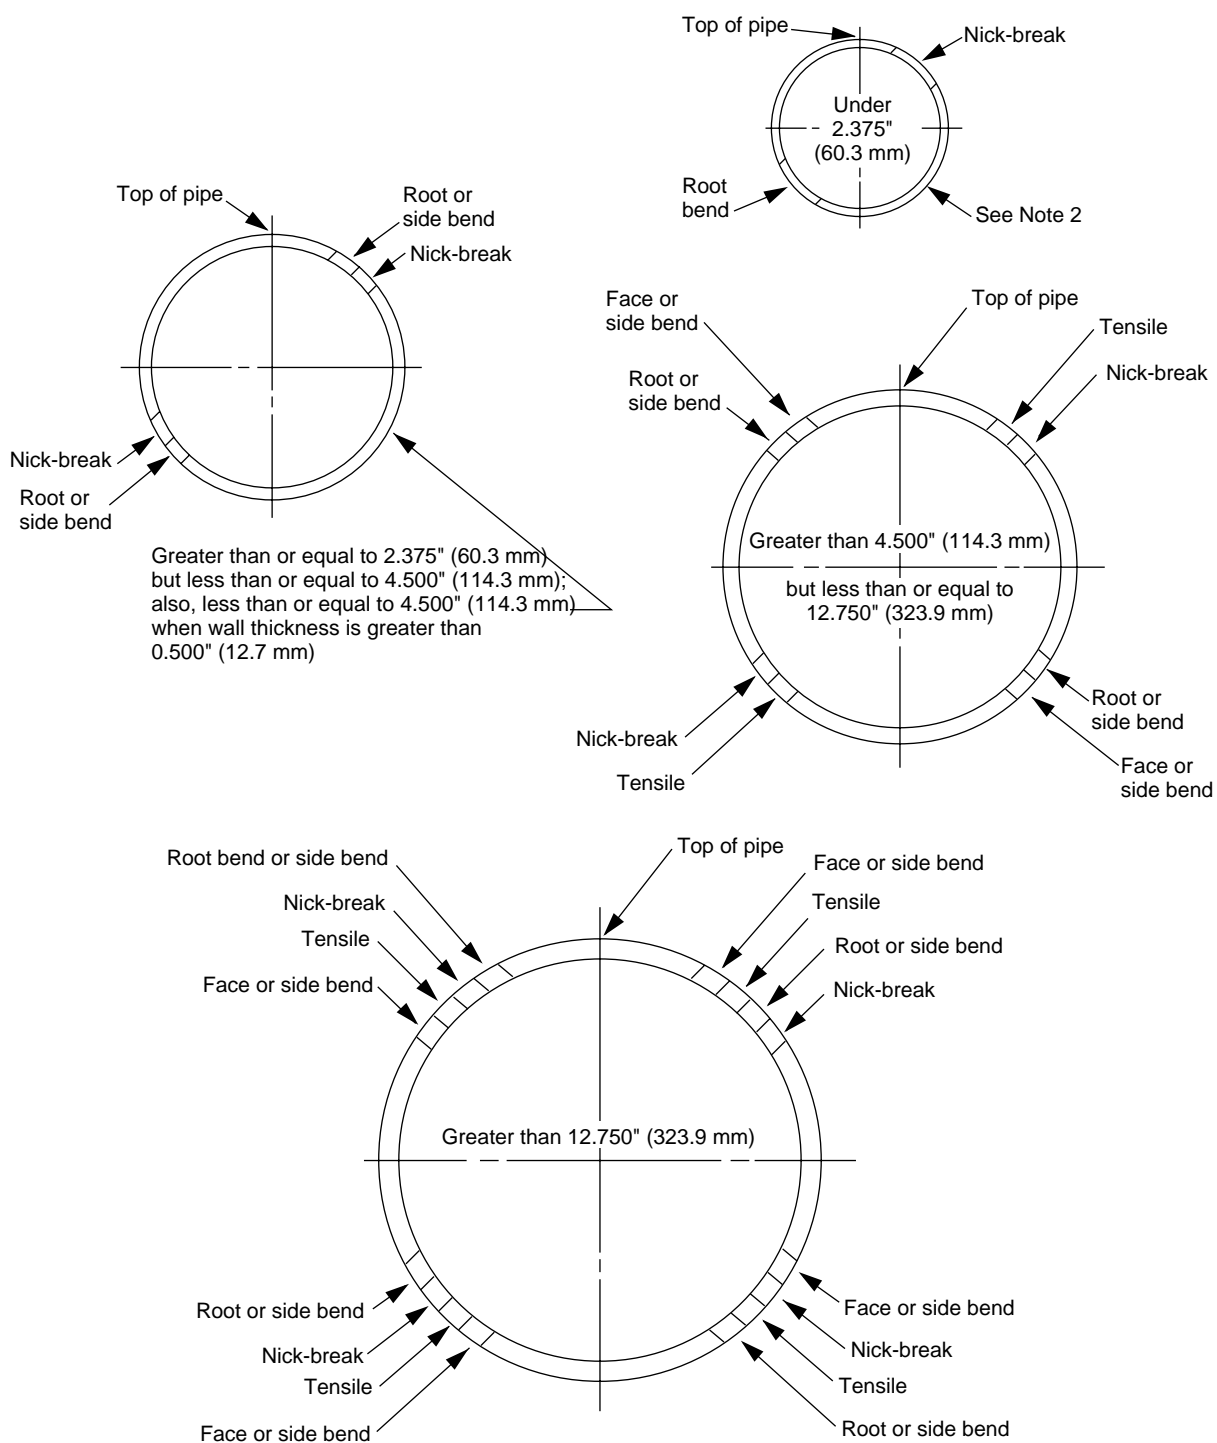 Top of pipe
Nick-break
Under
2.375"
(60.3 mm)
Root
bend
See Note 2
Top of pipe
Root or
side bend
Nick-break
Nick-break
Root or
side bend
Greater than or equal to 2.375" (60.3 mm)
but less than or equal to 4.500" (114.3 mm);
also, less than or equal to 4.500" (114.3 mm)
when wall thickness is greater than
0.500" (12.7 mm)
Face or
side bend
Root or
side bend
Top of pipe
Tensile
Nick-break
Greater than 4.500" (114.3 mm)
but less than or equal to
12.750" (323.9 mm)
Nick-break
Tensile
Root or
side bend
Face or
side bend
Root bend or side bend
Nick-break
Tensile
Face or side bend
Top of pipe
Face or side bend
Tensile
Root or side bend
Nick-break
Greater than 12.750" (323.9 mm)
Root or side bend
Nick-break
Tensile
Face or side bend
Face or side bend
Nick-break
Tensile
Root or side bend